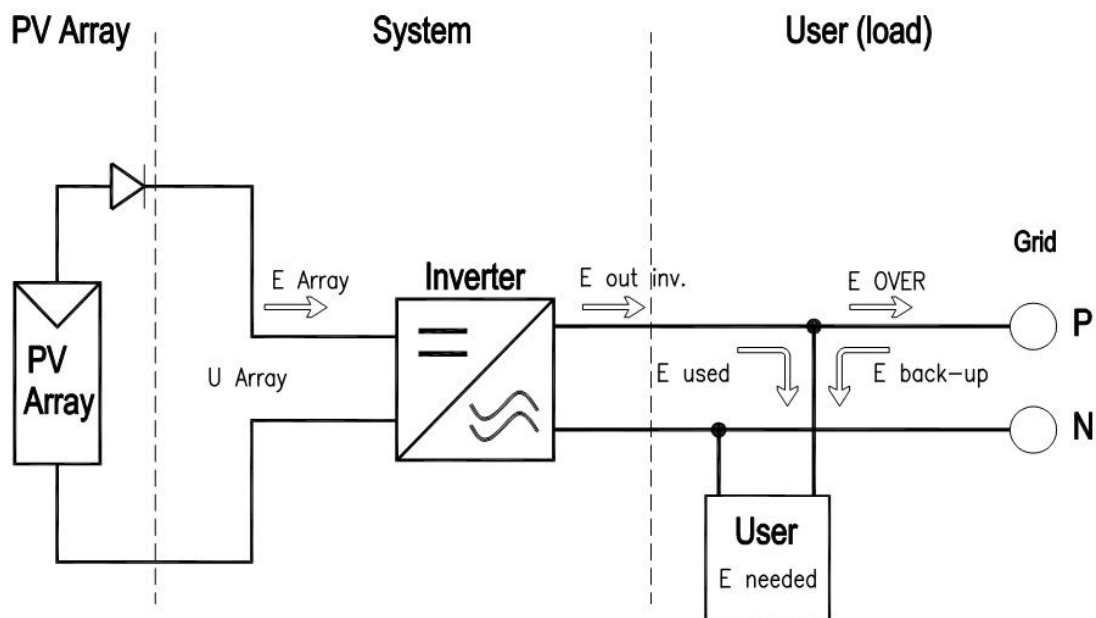 PV Array
System
User (load)
Grid
E Array
Inverter
E out inv.
E OVER
P
PV
Array
U Array
E used
E back-up
N
User
E needed